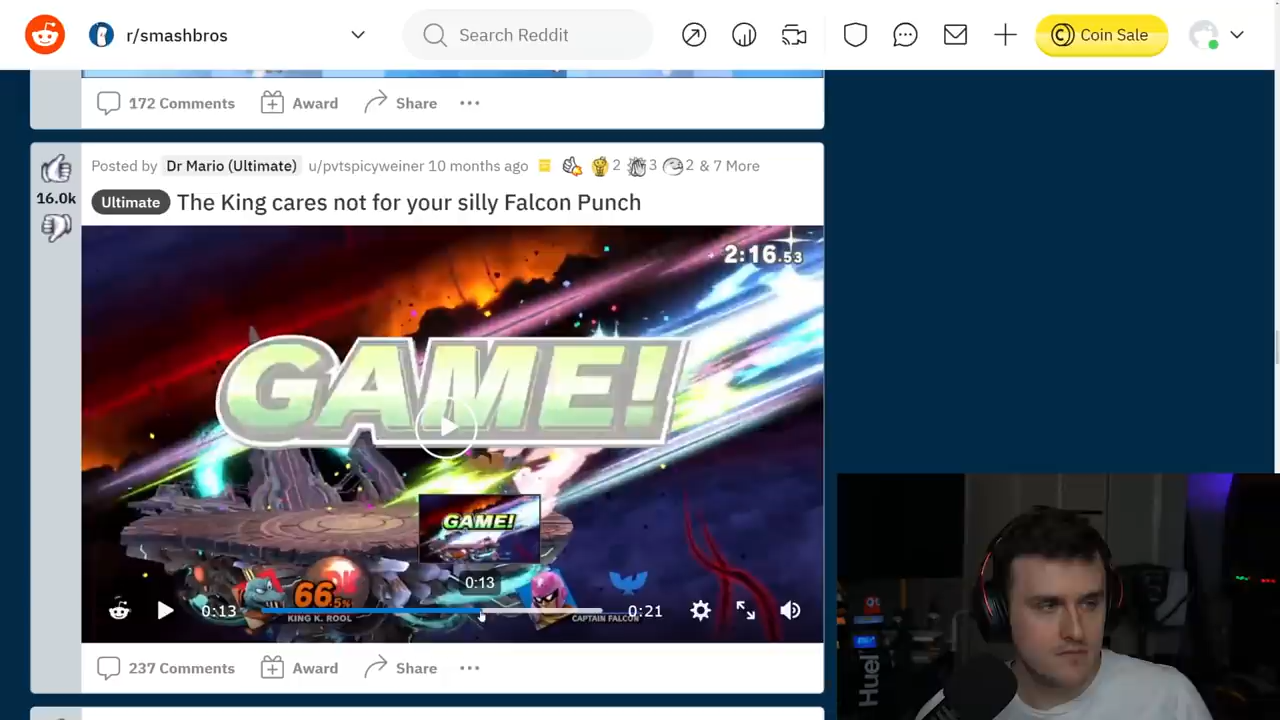 r/smashbros
Search Reddit
Coin Sale
172 Comments
Award
Share
Posted by Dr Mario (Ultimate) u/pvtspicyweiner 10 months ago 2 3 2 & 7 More
16.0k
Ultimate The King cares not for your silly Falcon Punch
2:16.53
GAME!
GAME!
0:13
66.5%
0:13
0:21
KING K. ROOL
CAPTAIN FALCON
Huel
237 Comments
Award
Share